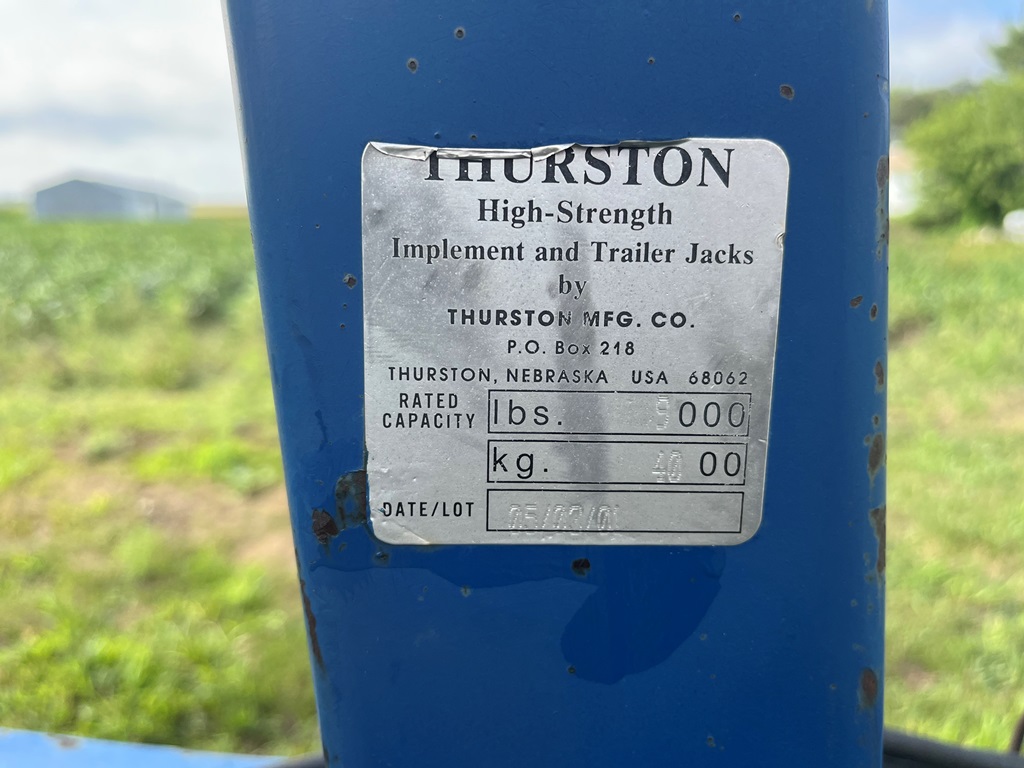 THURSTON
High-Strength
Implement and Trailer Jacks
by
THURSTON MFG. CO.
P.O. Box 218
THURSTON, NEBRASKA USA 68062
RATED CAPACITY
lbs. 9000
kg. 4000
DATE/LOT